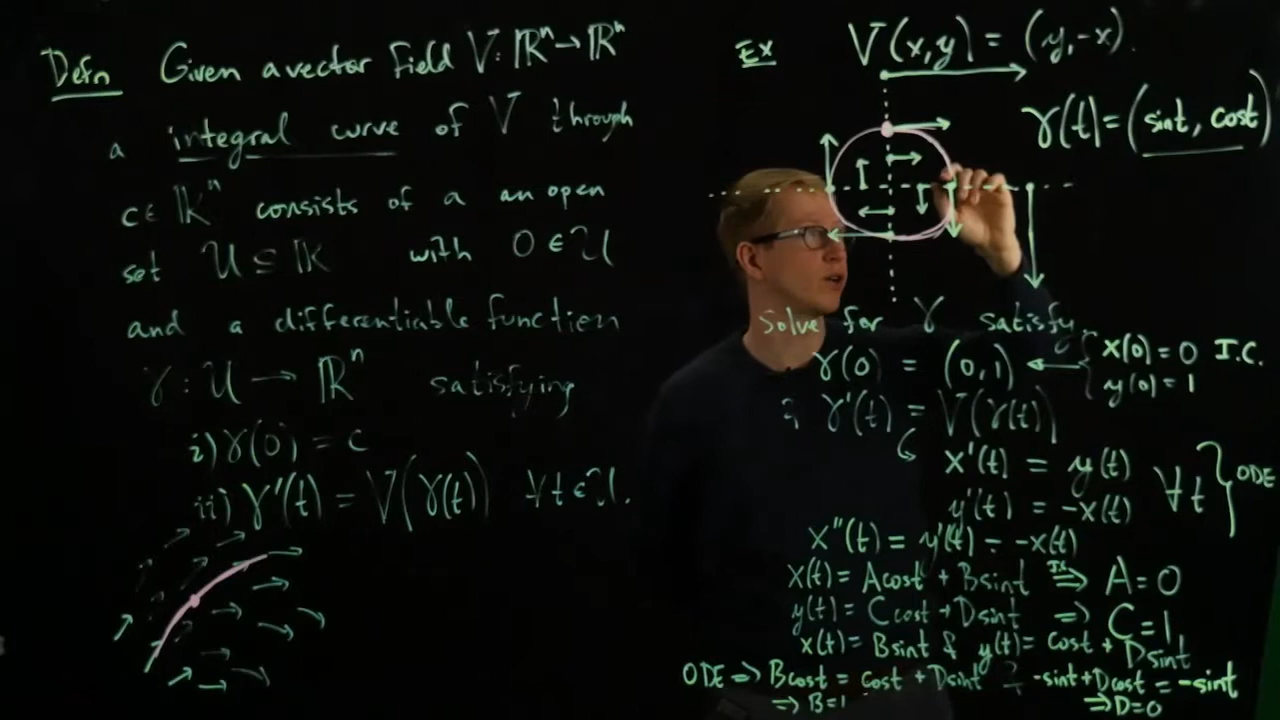 Defn Given a vector field V: ℝⁿ → ℝⁿ
a integral curve of V through
c ∈ ℝⁿ consists of a an open
set U ⊆ ℝ with 0 ∈ U
and a differentiable function
γ : U → ℝⁿ satisfying
i) γ(0) = c
ii) γ'(t) = V(γ(t)) ∀t ∈ U.
Ex V(x,y) = (y,-x).
γ(t) = (sint, cost)
Solve for γ satisfy
γ(0) = (0,1) ← { x(0) = 0 I.C.
y(0) = 1
& γ'(t) = V(γ(t))
x'(t) = y(t)
y'(t) = -x(t) ∀t } ODE
x''(t) = y'(t) = -x(t)
x(t) = Acost + Bsint I.C. ⇒ A = 0
y(t) = Ccost + Dsint ⇒ C = 1
x(t) = Bsint & y(t) = cost + Dsint
ODE ⇒ Bcost = cost + Dsint & -sint + Dcost = -sint
⇒ B=1 ⇒ D=0